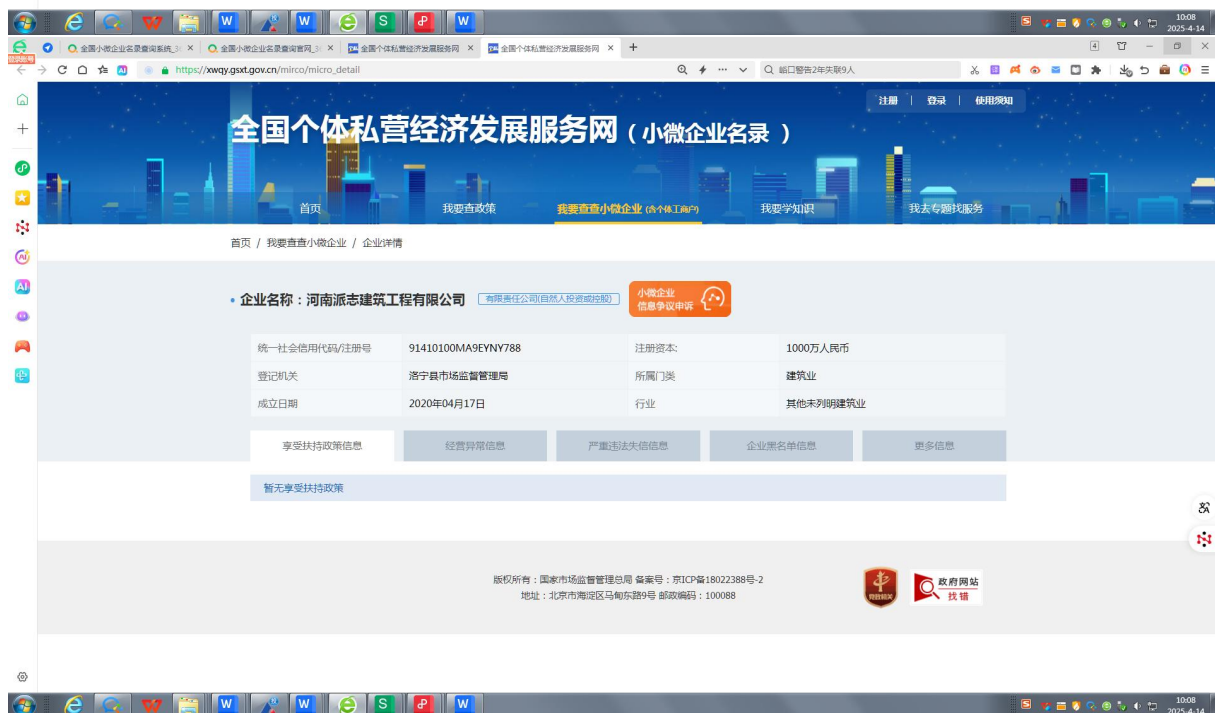 10:08
2025-4-14
全国小微企业名录查询系统_3
全国小微企业名录查询官网_3
全国个体私营经济发展服务网
全国个体私营经济发展服务网
登录账号
https://xwqy.gsxt.gov.cn/mirco/micro_detail
峪口警告2年失联9人
注册 | 登录 | 使用须知
全国个体私营经济发展服务网（小微企业名录 ）
首页
我要查政策
我要查查小微企业 (含个体工商户)
我要学知识
我去专题找服务
首页 / 我要查查小微企业 / 企业详情
企业名称：河南派志建筑工程有限公司
有限责任公司(自然人投资或控股)
小微企业
信息争议申诉
统一社会信用代码/注册号 91410100MA9EYNY788 注册资本: 1000万人民币
登记机关 洛宁县市场监督管理局 所属门类 建筑业
成立日期 2020年04月17日 行业 其他未列明建筑业
享受扶持政策信息 经营异常信息 严重违法失信信息 企业黑名单信息 更多信息
暂无享受扶持政策
版权所有：国家市场监督管理总局 备案号：京ICP备18022388号-2
地址：北京市海淀区马甸东路9号 邮政编码：100088
党政机关
政府网站
找错
10:08
2025-4-14